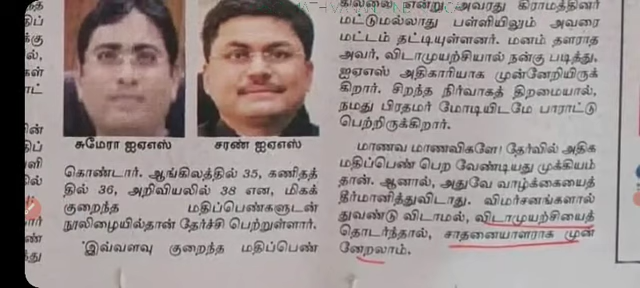 சுமேரா ஐஏஎஸ்
சரண் ஐஏஎஸ்
கொண்டார். ஆங்கிலத்தில் 35, கணிதத்
தில் 36, அறிவியலில் 38 என, மிகக்
குறைந்த மதிப்பெண்களுடன்
நூலிழையில்தான் தேர்ச்சி பெற்றுள்ளார்.
'இவ்வளவு குறைந்த மதிப்பெண்
என்று அவரது கிராமத்தினர்
மட்டுமல்லாது பள்ளியிலும் அவரை
மட்டம் தட்டியுள்ளனர். மனம் தளராத
அவர், விடாமுயற்சியால் நன்கு படித்து,
ஐஏஎஸ் அதிகாரியாக முன்னேறியிருக்
கிறார். சிறந்த நிர்வாகத் திறமையால்,
நமது பிரதமர் மோடியிடமே பாராட்டு
பெற்றிருக்கிறார்.
மாணவ மாணவிகளே! தேர்வில் அதிக
மதிப்பெண் பெற வேண்டியது முக்கியம்
தான். ஆனால், அதுவே வாழ்க்கையைத்
தீர்மானித்துவிடாது. விமர்சனங்களால்
துவண்டு விடாமல், விடாமுயற்சியைத்
தொடர்ந்தால், சாதனையாளராக முன்
னேறலாம்.